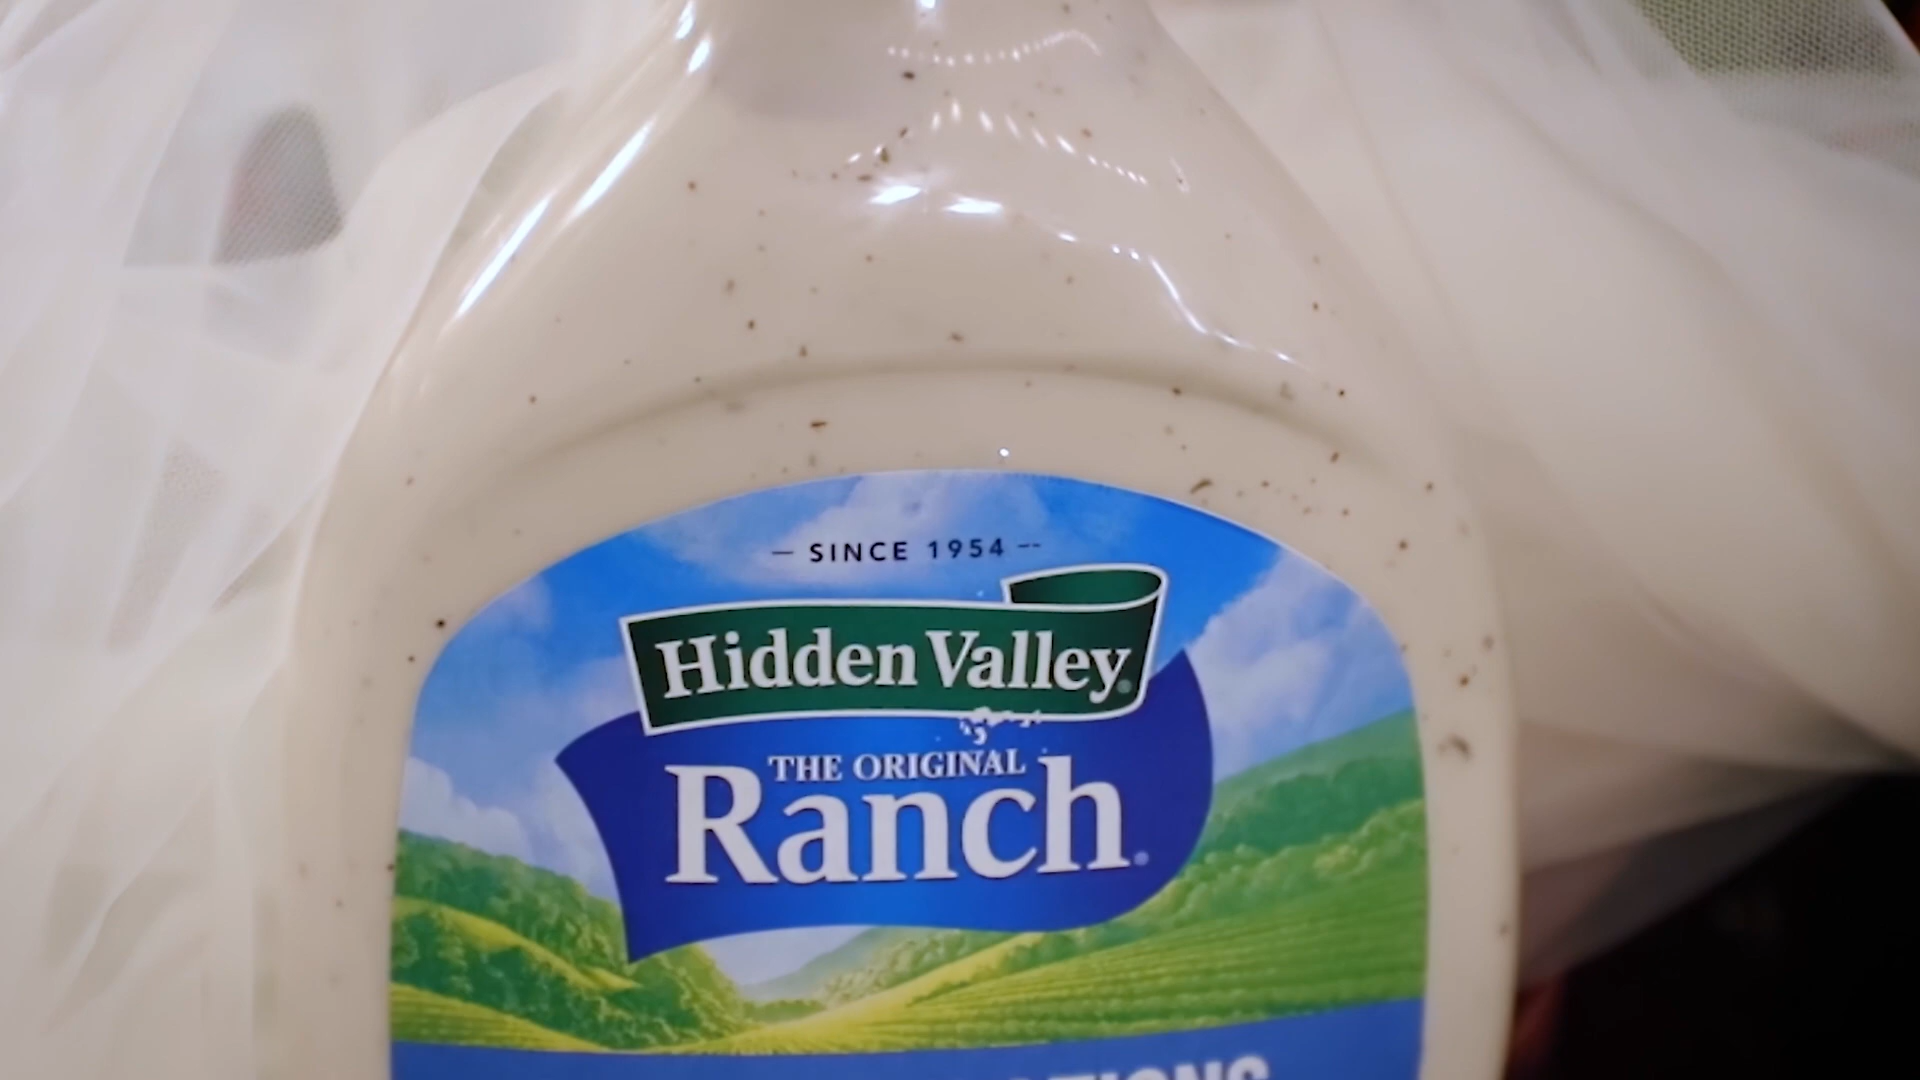 — SINCE 1954 --
Hidden Valley®
THE ORIGINAL
Ranch®